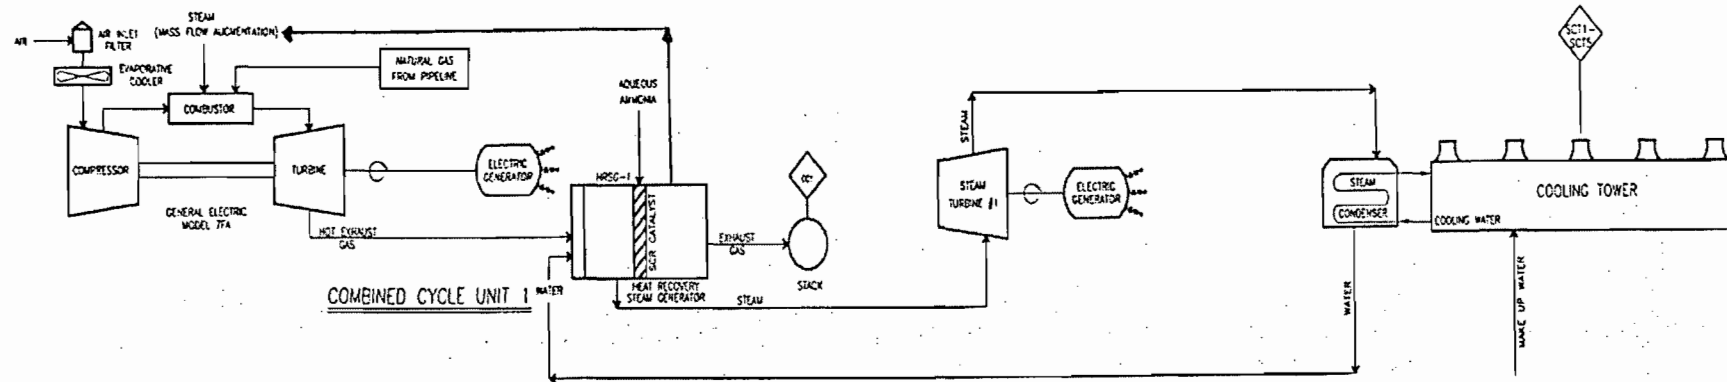 STEAM
(MASS FLOW AUGMENTATION)
AIR
AIR INLET
FILTER
EVAPORATIVE
COOLER
NATURAL GAS
FROM PIPELINE
COMBUSTOR
AQUEOUS
AMMONIA
COMPRESSOR
TURBINE
ELECTRIC
GENERATOR
GENERAL ELECTRIC
MODEL 7FA
HOT EXHAUST
GAS
HRSG-1
SCR CATALYST
EXHAUST
GAS
STACK
HEAT RECOVERY
STEAM GENERATOR
WATER
STEAM
COMBINED CYCLE UNIT 1
STEAM
STEAM
TURBINE #1
ELECTRIC
GENERATOR
STEAM
CONDENSER
COOLING WATER
WATER
SCT1-
SCT5
COOLING TOWER
MAKE UP WATER